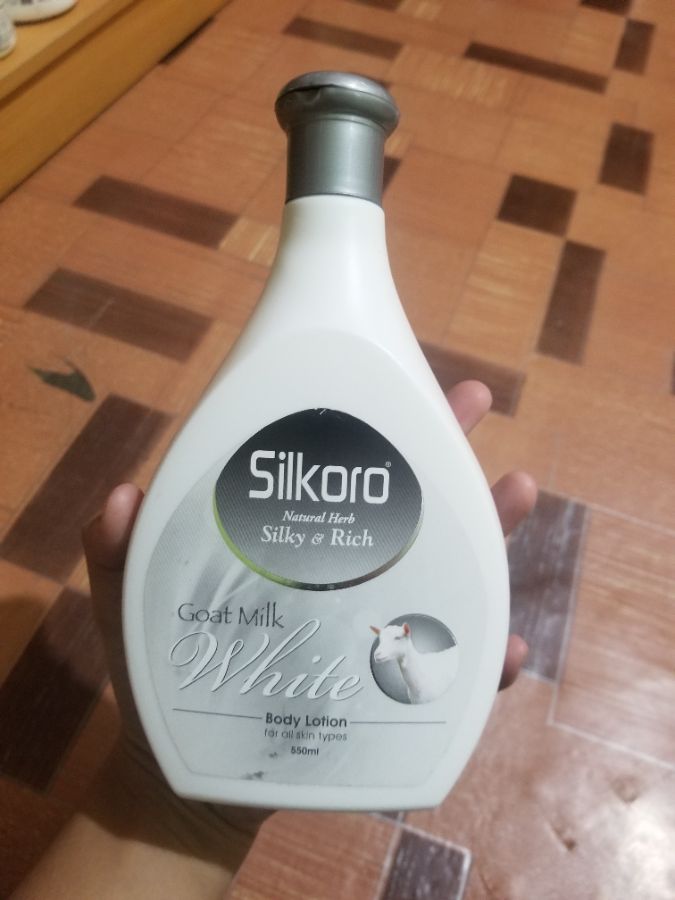 Silkoro®
Natural Herb
Silky & Rich
Goat Milk
White
Body Lotion
for all skin types
550ml